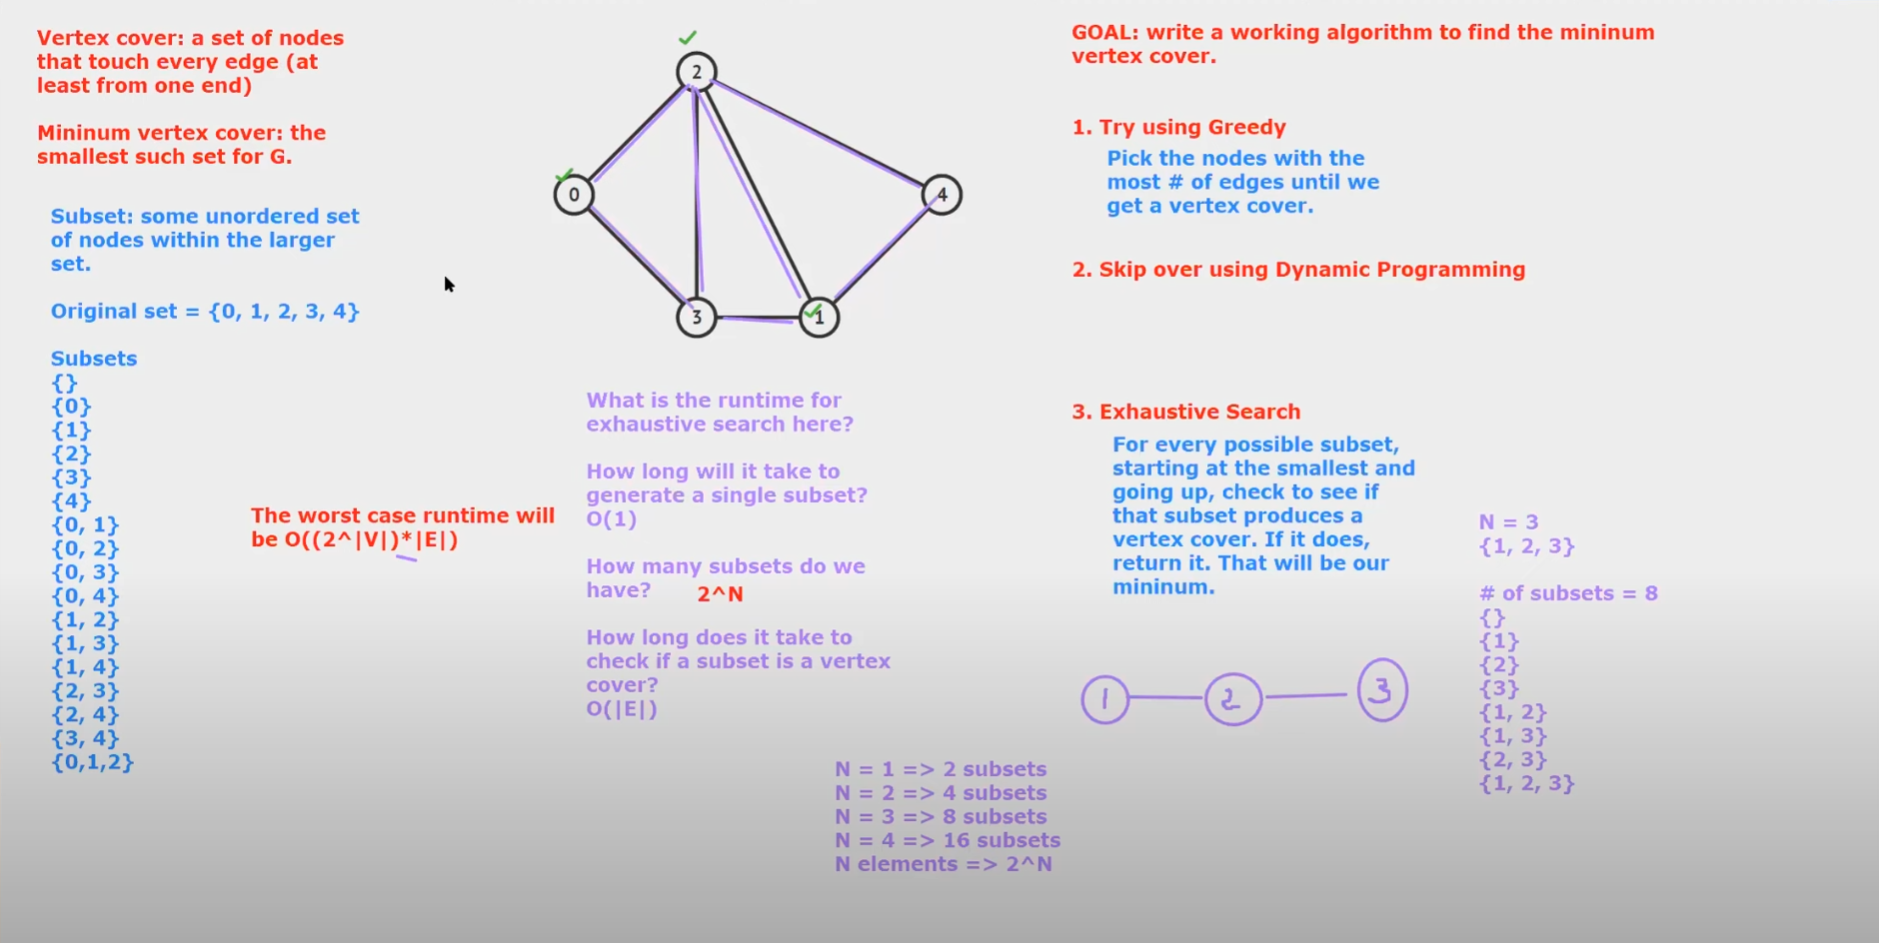 Vertex cover: a set of nodes
that touch every edge (at
least from one end)
Mininum vertex cover: the
smallest such set for G.
Subset: some unordered set
of nodes within the larger
set.
Original set = {0, 1, 2, 3, 4}
Subsets
{}
{0}
{1}
{2}
{3}
{4}
{0, 1}
{0, 2}
{0, 3}
{0, 4}
{1, 2}
{1, 3}
{1, 4}
{2, 3}
{2, 4}
{3, 4}
{0,1,2}
The worst case runtime will
be O((2^|V|)*|E|)
2
0
4
3
1
What is the runtime for
exhaustive search here?
How long will it take to
generate a single subset?
O(1)
How many subsets do we
have? 2^N
How long does it take to
check if a subset is a vertex
cover?
O(|E|)
N = 1 => 2 subsets
N = 2 => 4 subsets
N = 3 => 8 subsets
N = 4 => 16 subsets
N elements => 2^N
GOAL: write a working algorithm to find the mininum
vertex cover.
1. Try using Greedy
Pick the nodes with the
most # of edges until we
get a vertex cover.
2. Skip over using Dynamic Programming
3. Exhaustive Search
For every possible subset,
starting at the smallest and
going up, check to see if
that subset produces a
vertex cover. If it does,
return it. That will be our
mininum.
1 2 3
N = 3
{1, 2, 3}
# of subsets = 8
{}
{1}
{2}
{3}
{1, 2}
{1, 3}
{2, 3}
{1, 2, 3}